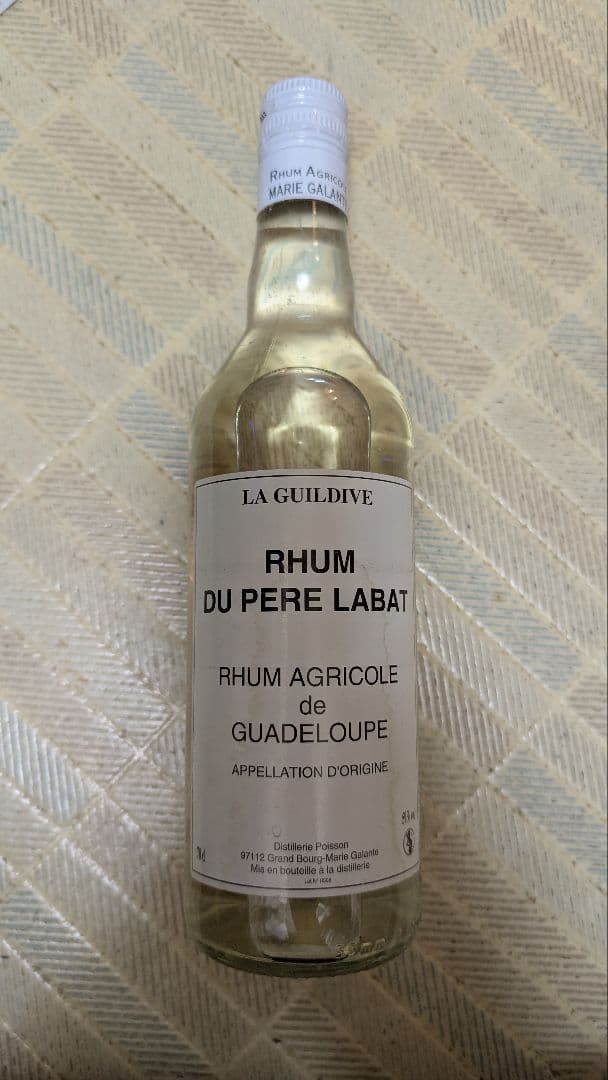 RHUM AGRICOLE
MARIE GALANTE
LA GUILDIVE
RHUM
DU PERE LABAT
RHUM AGRICOLE
de
GUADELOUPE
APPELLATION D'ORIGINE
Distillerie Poisson
97112 Grand Bourg-Marie Galante
Mis en bouteille à la distillerie